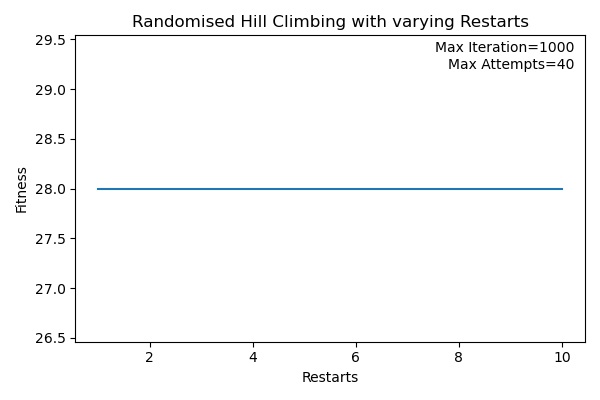 Randomised Hill Climbing with varying Restarts
Max Iteration=1000
Max Attempts=40
29.5
29.0
28.5
28.0
27.5
27.0
26.5
Fitness
2 4 6 8 10
Restarts